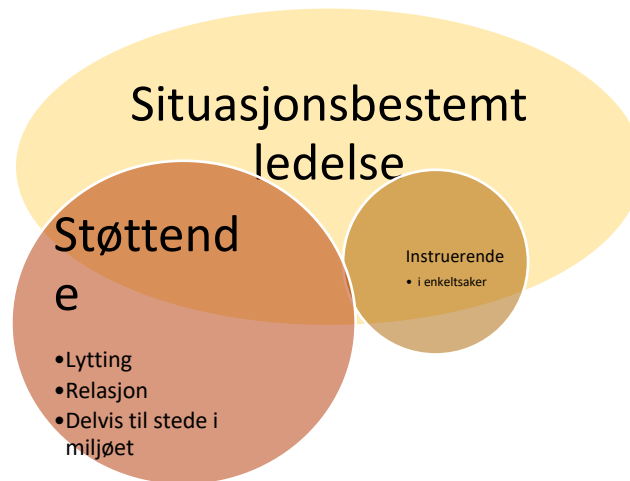 Situasjonsbestemt
ledelse
Støttend
e
•Lytting
•Relasjon
•Delvis til stede i
miljøet
Instruerende
• i enkeltsaker